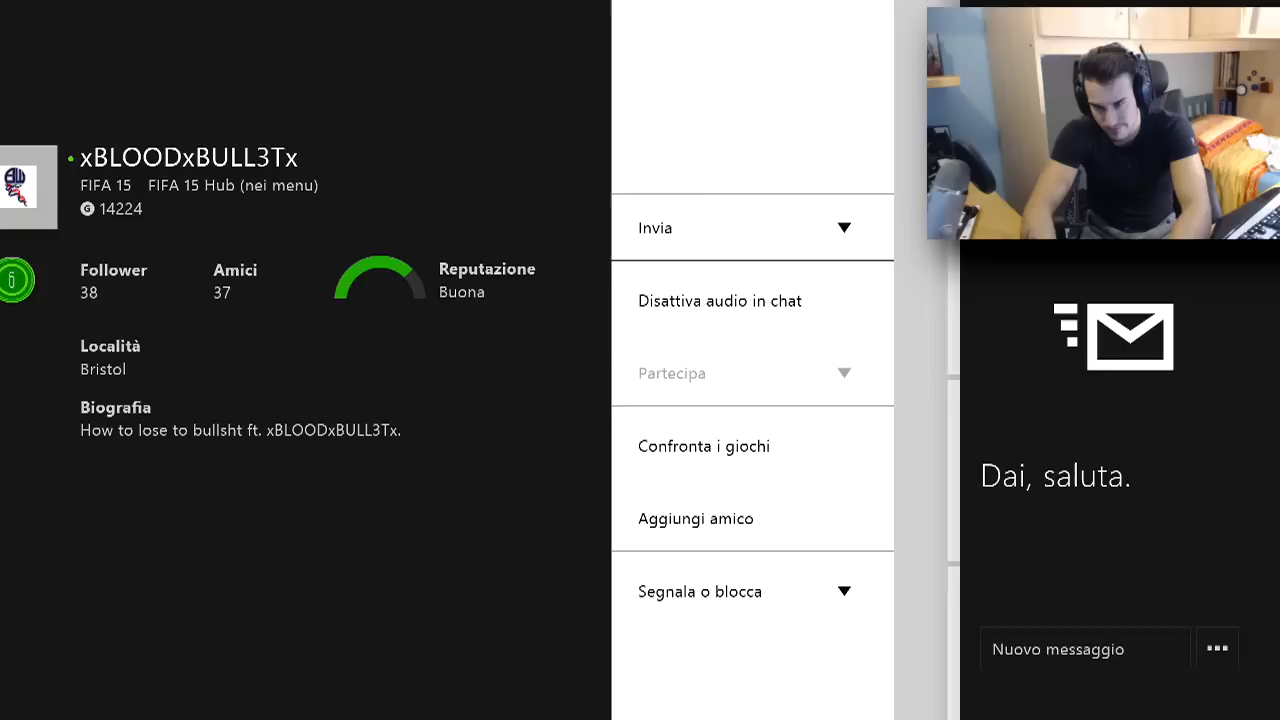 xBLOODxBULL3Tx
FIFA 15 FIFA 15 Hub (nei menu)
G 14224
6
Follower
38
Amici
37
Reputazione
Buona
Località
Bristol
Biografia
How to lose to bullsht ft. xBLOODxBULL3Tx.
Invia
Disattiva audio in chat
Partecipa
Confronta i giochi
Aggiungi amico
Segnala o blocca
Dai, saluta.
Nuovo messaggio